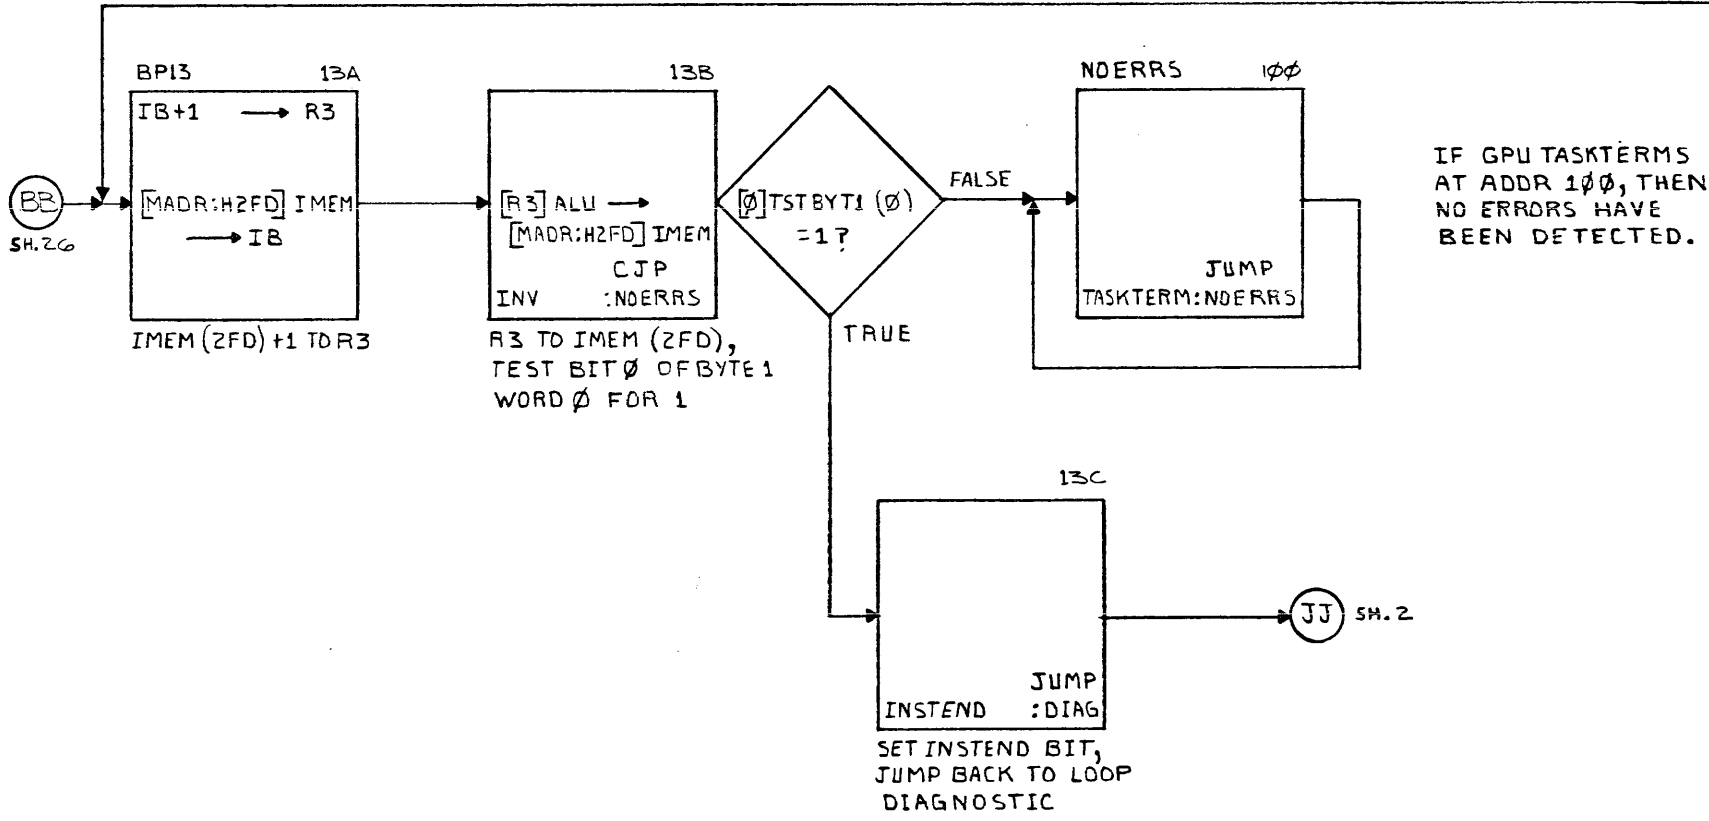 BP13 13A
IB+1 → R3
[MADR:H2FD] IMEM
→ IB
IMEM (2FD) +1 TO R3
BB
SH.26
13B
[R3] ALU →
[MADR:H2FD] IMEM
CJP
INV :NOERRS
R3 TO IMEM (2FD),
TEST BIT Ø OF BYTE 1
WORD Ø FOR 1
[Ø] TSTBYT1 (Ø)
=1?
FALSE
TRUE
NOERRS 1ØØ
JUMP
TASKTERM:NOERRS
IF GPU TASKTERMS
AT ADDR 1ØØ, THEN
NO ERRORS HAVE
BEEN DETECTED.
13C
JUMP
INSTEND :DIAG
SET INSTEND BIT,
JUMP BACK TO LOOP
DIAGNOSTIC
JJ SH.2